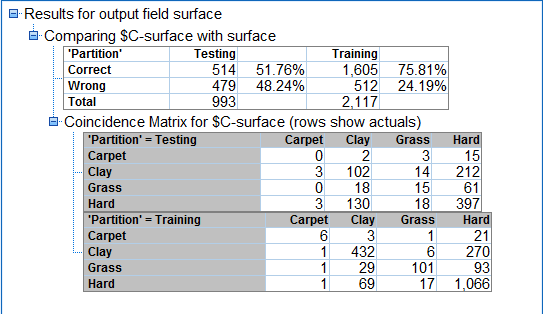 Results for output field surface
Comparing $C-surface with surface
'Partition' Testing Training
Correct 514 51.76% 1,605 75.81%
Wrong 479 48.24% 512 24.19%
Total 993 2,117
Coincidence Matrix for $C-surface (rows show actuals)
'Partition' = Testing Carpet Clay Grass Hard
Carpet 0 2 3 15
Clay 3 102 14 212
Grass 0 18 15 61
Hard 3 130 18 397
'Partition' = Training Carpet Clay Grass Hard
Carpet 6 3 1 21
Clay 1 432 6 270
Grass 1 29 101 93
Hard 1 69 17 1,066